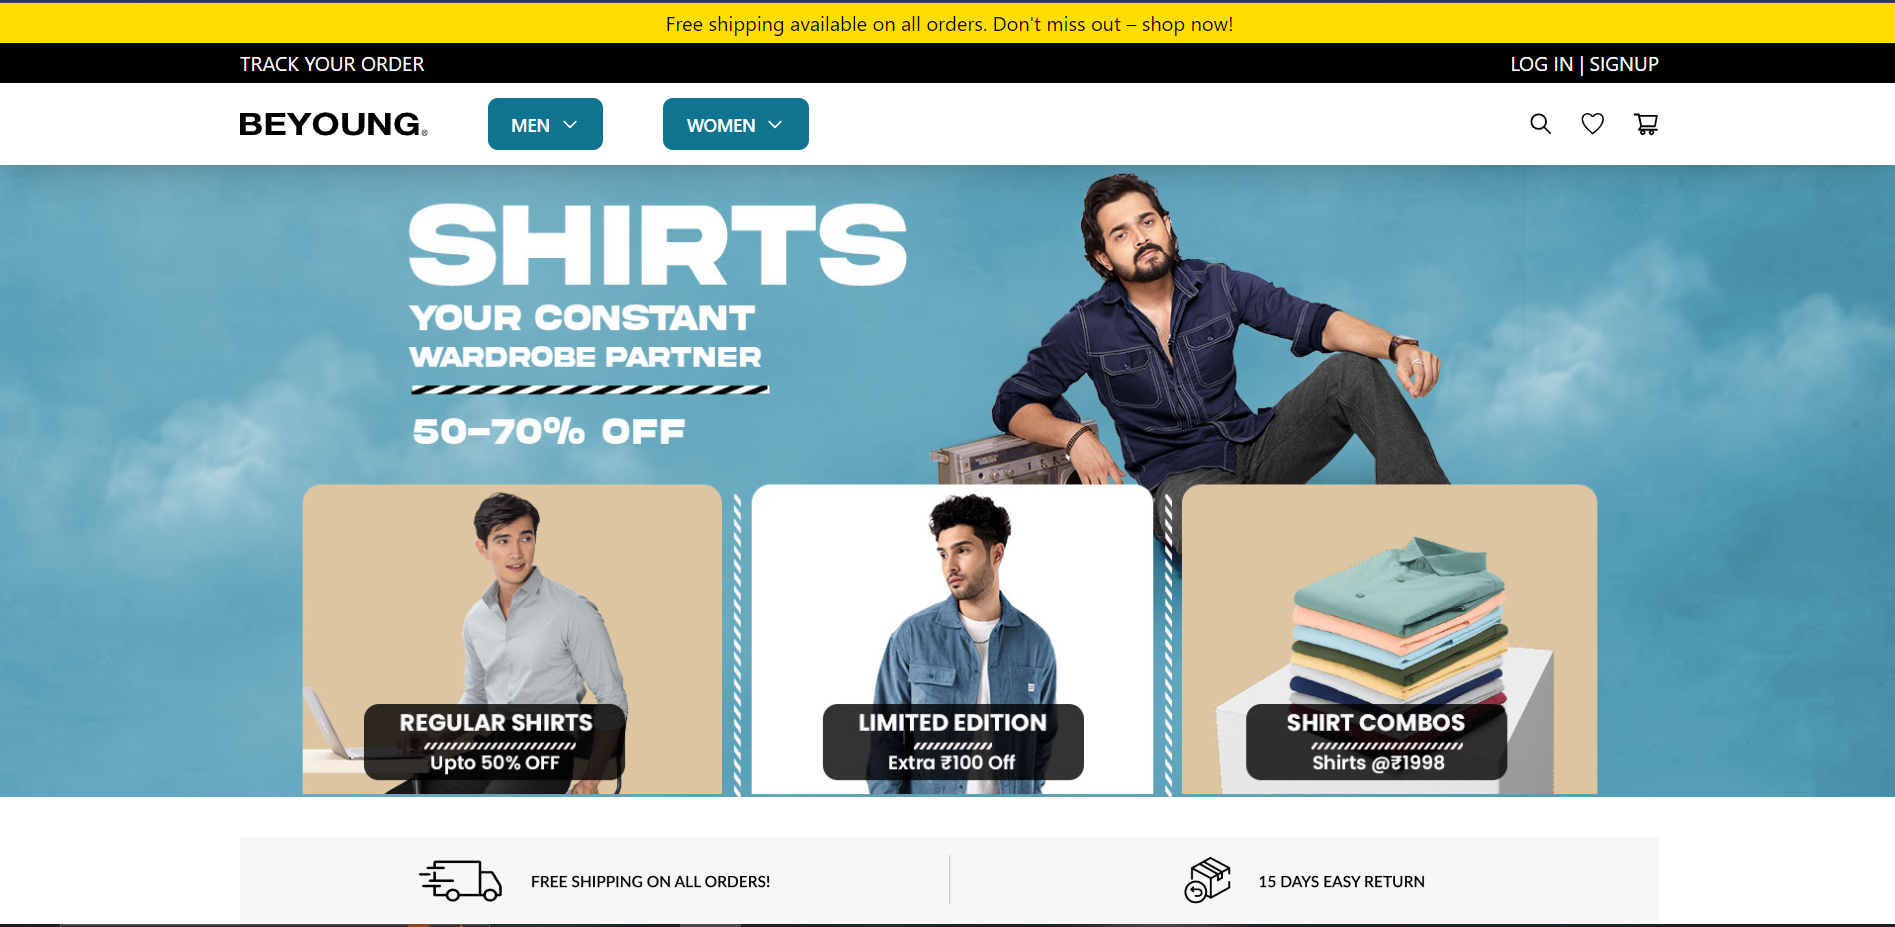 Free shipping available on all orders. Don't miss out – shop now!
TRACK YOUR ORDER
LOG IN | SIGNUP
BEYOUNG®
MEN
WOMEN
SHIRTS
YOUR CONSTANT
WARDROBE PARTNER
50-70% OFF
REGULAR SHIRTS
Upto 50% OFF
LIMITED EDITION
Extra ₹100 Off
SHIRT COMBOS
Shirts @₹1998
FREE SHIPPING ON ALL ORDERS!
15 DAYS EASY RETURN